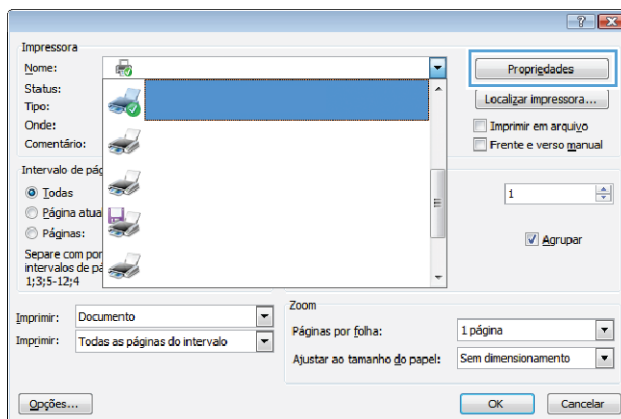 Impressora
Nome:
Propriedades
Status:
Tipo:
Localizar impressora...
Onde:
Imprimir em arquivo
Comentário:
Frente e verso manual
Intervalo de pág
Todas
1
Página atua
Páginas:
Agrupar
Separe com por
intervalos de pá
1;3;5-12;4
Imprimir: Documento
Imprimir: Todas as páginas do intervalo
Zoom
Páginas por folha: 1 página
Ajustar ao tamanho do papel: Sem dimensionamento
Opções...
OK
Cancelar